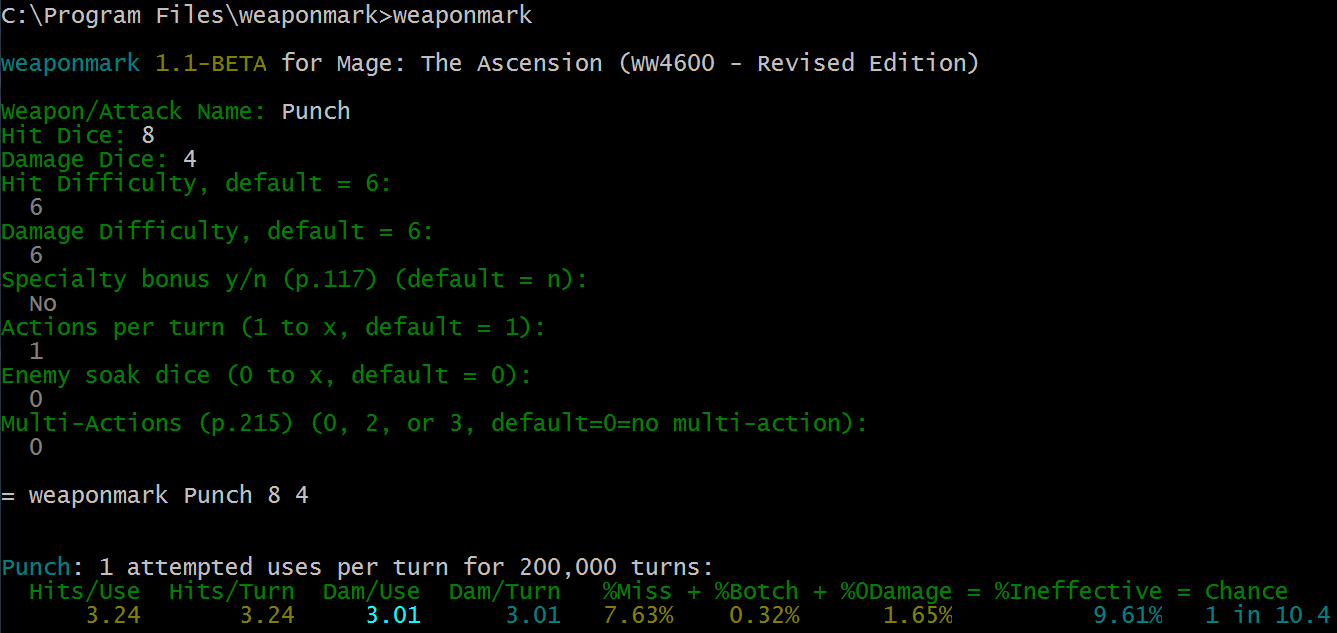 C:\Program Files\weaponmark>weaponmark
weaponmark 1.1-BETA for Mage: The Ascension (WW4600 - Revised Edition)
Weapon/Attack Name: Punch
Hit Dice: 8
Damage Dice: 4
Hit Difficulty, default = 6:
6
Damage Difficulty, default = 6:
6
Specialty bonus y/n (p.117) (default = n):
No
Actions per turn (1 to x, default = 1):
1
Enemy soak dice (0 to x, default = 0):
0
Multi-Actions (p.215) (0, 2, or 3, default=0=no multi-action):
0
= weaponmark Punch 8 4
Punch: 1 attempted uses per turn for 200,000 turns:
Hits/Use Hits/Turn Dam/Use Dam/Turn %Miss + %Botch + %0Damage = %Ineffective = Chance
3.24 3.24 3.01 3.01 7.63% 0.32% 1.65% 9.61% 1 in 10.4